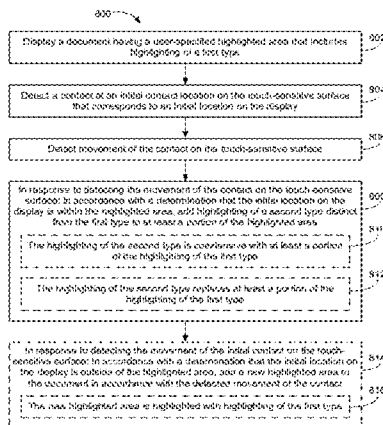 800
Display a document having a user-specified highlighted area that includes
highlighting of a first type
802
Detect a contact at an initial contact location on the touch-sensitive surface
that corresponds to an initial location on the display
804
Detect movement of the contact on the touch-sensitive surface
806
In response to detecting the movement of the contact on the touch-sensitive
surface: In accordance with a determination that the initial location on the
display is within the highlighted area, add highlighting of a second type distinct
from the first type to at least a portion of the highlighted area
The highlighting of the second type is coextensive with at least a portion
of the highlighting of the first type
The highlighting of the second type replaces at least a portion of the
highlighting of the first type
812
In response to detecting the movement of the initial contact on the touch-
sensitive surface: In accordance with a determination that the initial location on
the display is outside of the highlighted area, add a new highlighted area to
the document in accordance with the detected movement of the contact
814
The new highlighted area is highlighted with highlighting of the first type
816